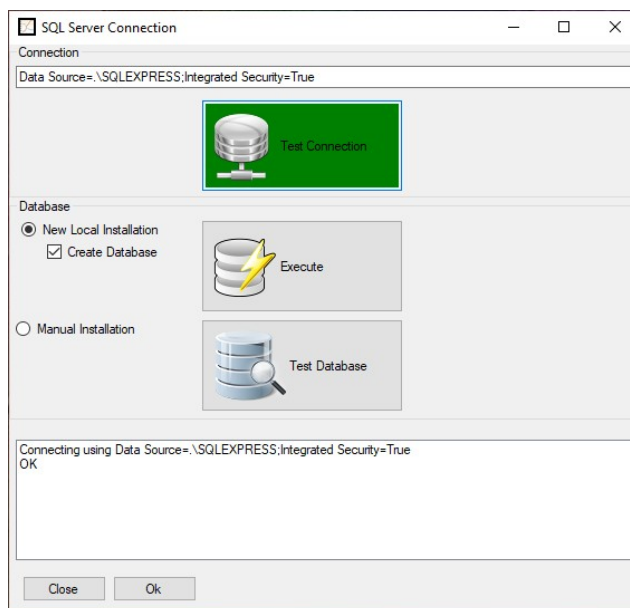 SQL Server Connection
Connection
Data Source=.\SQLEXPRESS;Integrated Security=True
Test Connection
Database
New Local Installation
Create Database
Execute
Manual Installation
Test Database
Connecting using Data Source=.\SQLEXPRESS;Integrated Security=True
OK
Close Ok